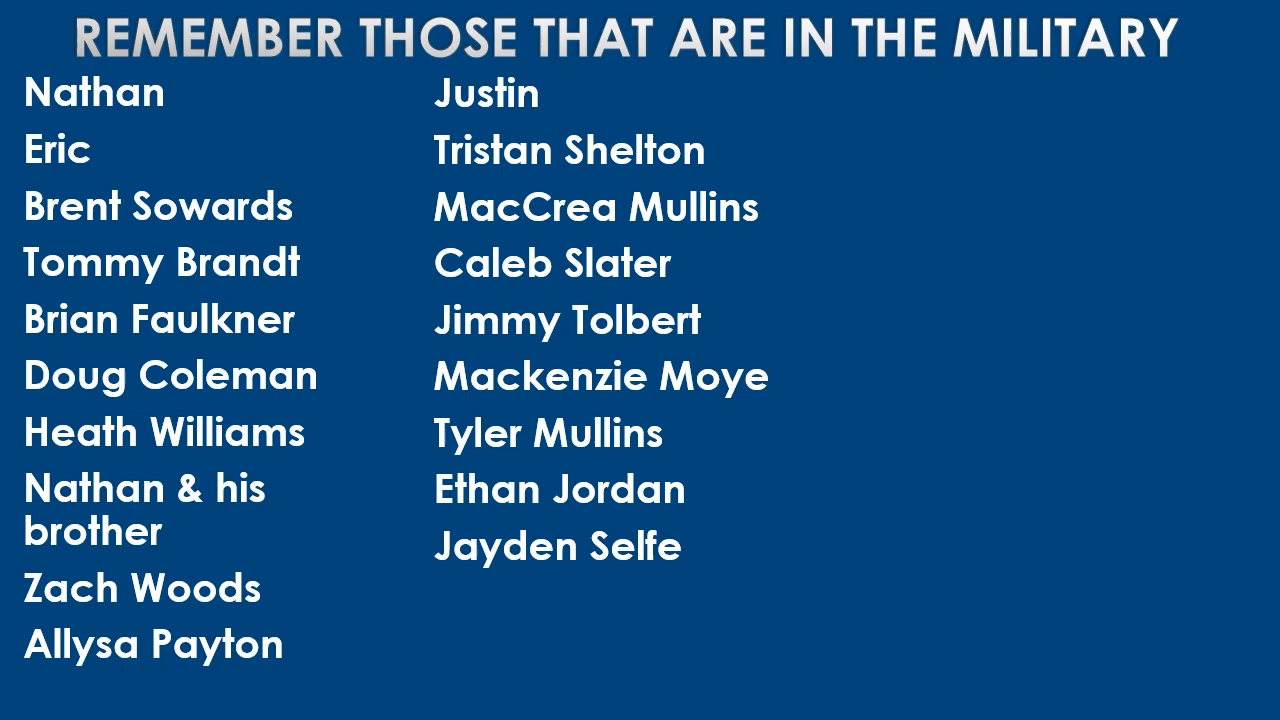 REMEMBER THOSE THAT ARE IN THE MILITARY
Nathan
Eric
Brent Sowards
Tommy Brandt
Brian Faulkner
Doug Coleman
Heath Williams
Nathan & his
brother
Zach Woods
Allysa Payton
Justin
Tristan Shelton
MacCrea Mullins
Caleb Slater
Jimmy Tolbert
Mackenzie Moye
Tyler Mullins
Ethan Jordan
Jayden Selfe